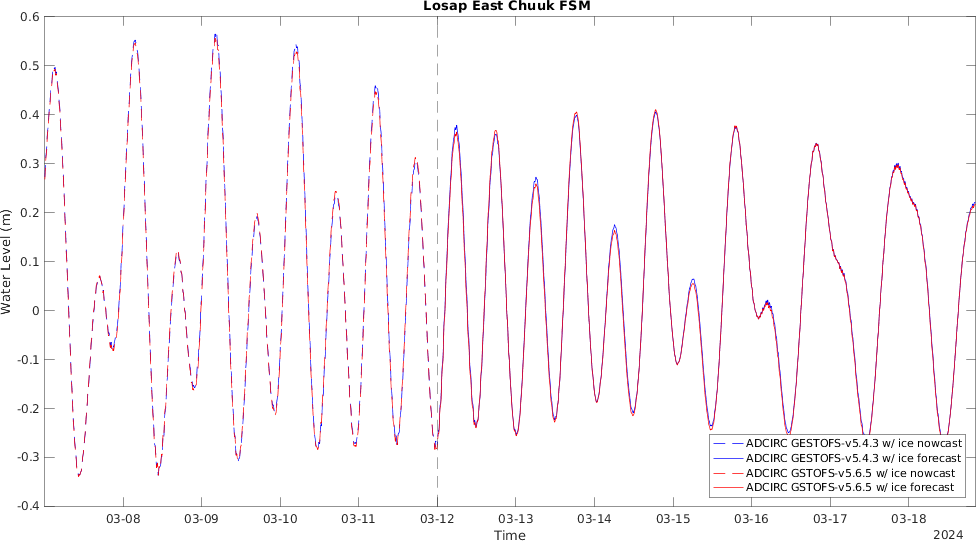 Losap East Chuuk FSM
0.6
0.5
0.4
0.3
0.2
0.1
0
-0.1
-0.2
-0.3
-0.4
Water Level (m)
ADCIRC GESTOFS-v5.4.3 w/ ice nowcast
ADCIRC GESTOFS-v5.4.3 w/ ice forecast
ADCIRC GSTOFS-v5.6.5 w/ ice nowcast
ADCIRC GSTOFS-v5.6.5 w/ ice forecast
03-08 03-09 03-10 03-11 03-12 03-13 03-14 03-15 03-16 03-17 03-18
Time
2024